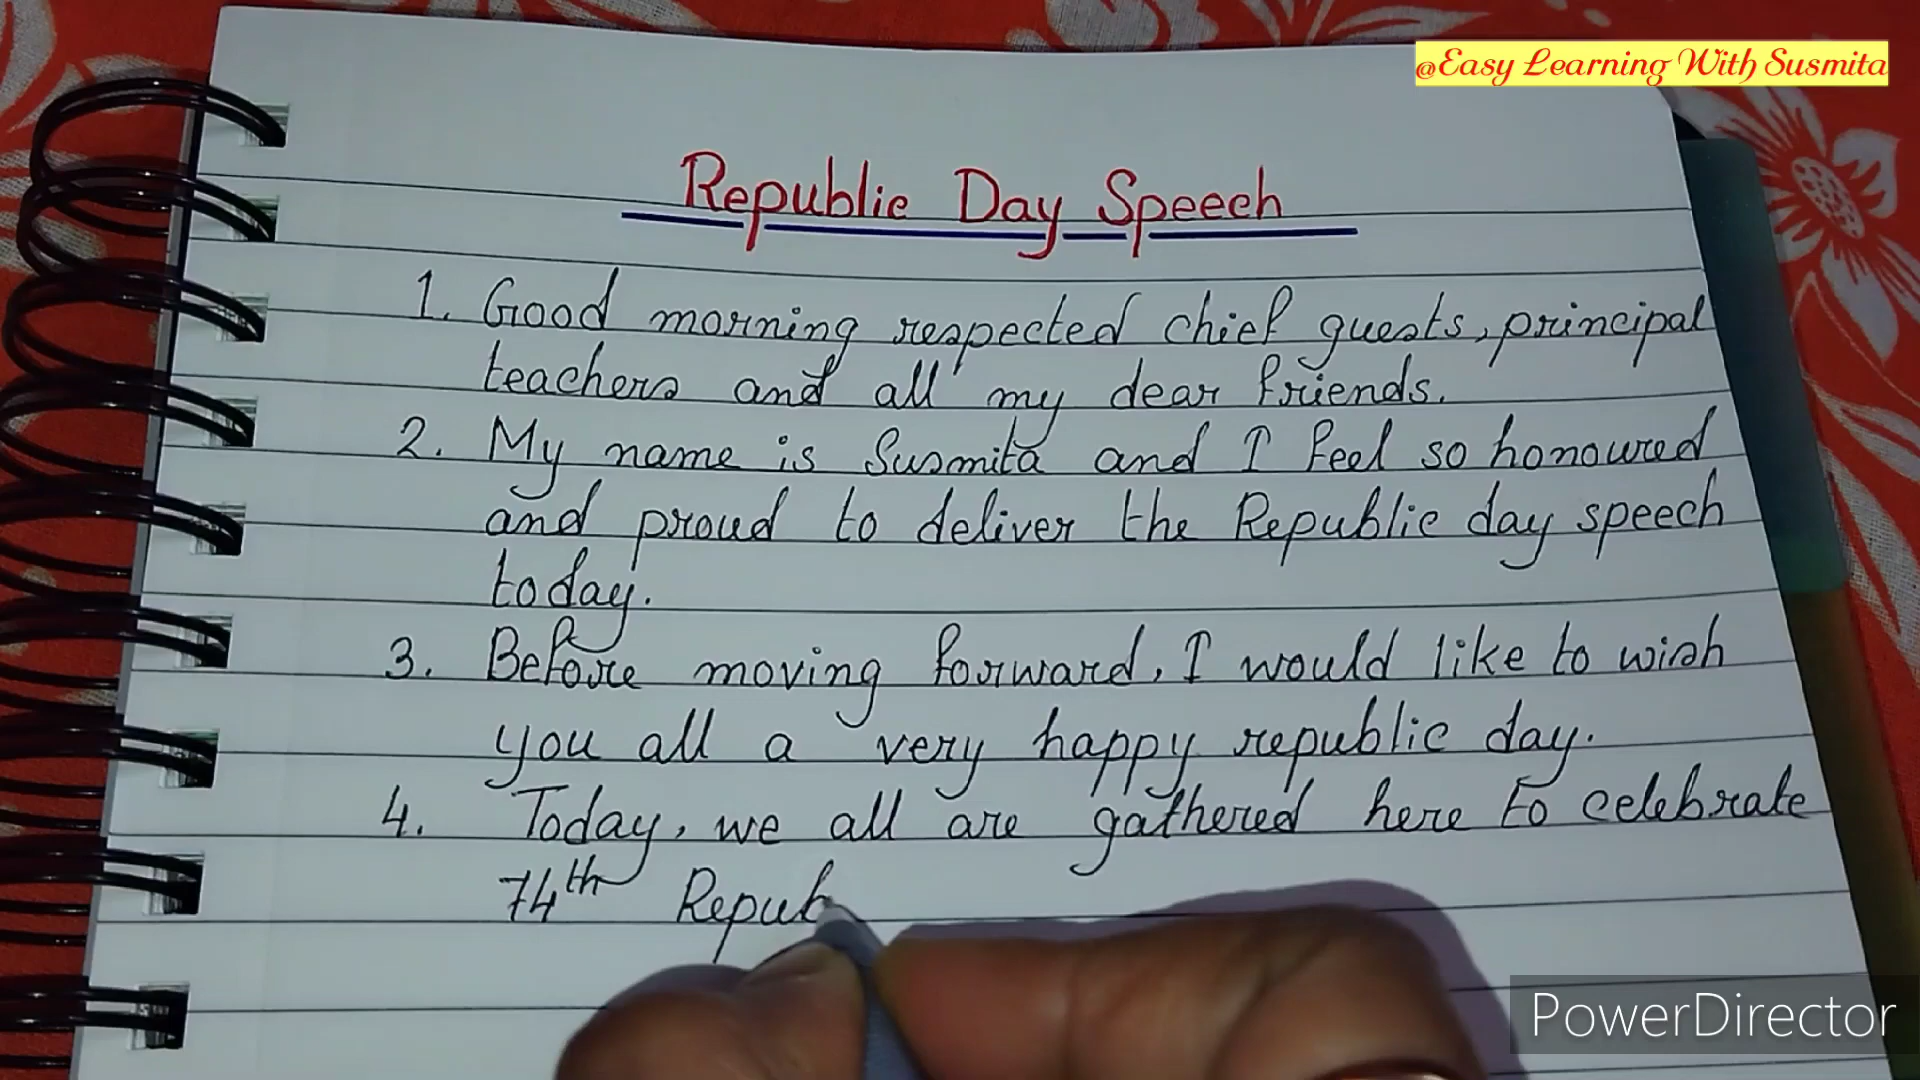 @Easy Learning With Susmita
Republic Day Speech
1. Good morning respected chief guests, principal
teachers and all my dear friends.
2. My name is Susmita and I feel so honoured
and proud to deliver the Republic day speech
today.
3. Before moving forward, I would like to wish
you all a very happy republic day.
4. Today, we all are gathered here to celebrate
74th Repub
PowerDirector